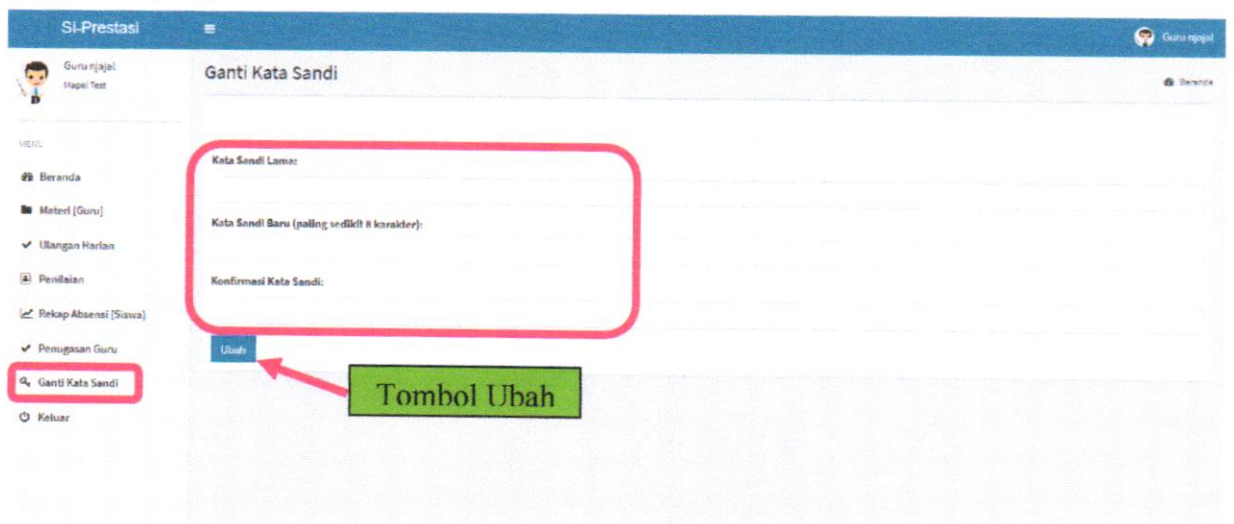 SI-Prestasi
Guru njajal
Guru njajal
Mapel Test
Ganti Kata Sandi
Beranda
MENU
Beranda
Materi [Guru]
Ulangan Harian
Penilaian
Rekap Absensi [Siswa]
Penugasan Guru
Ganti Kata Sandi
Keluar
Kata Sandi Lama:
Kata Sandi Baru (paling sedikit 8 karakter):
Konfirmasi Kata Sandi:
Ubah
Tombol Ubah